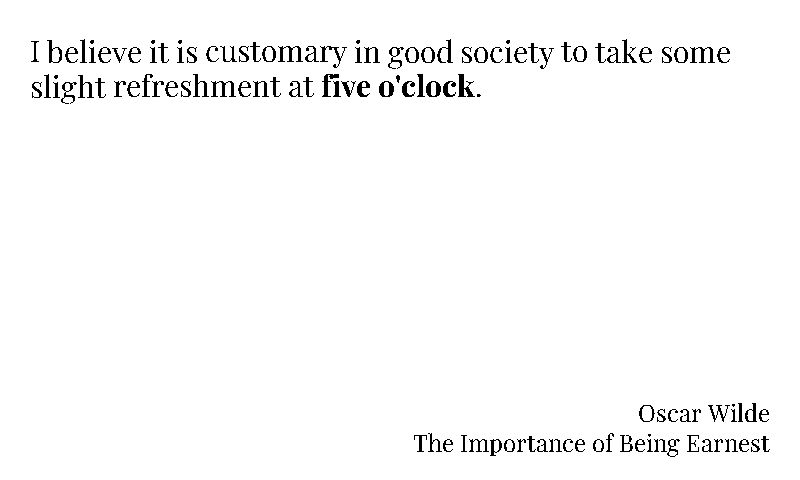 I believe it is customary in good society to take some
slight refreshment at five o'clock.
Oscar Wilde
The Importance of Being Earnest